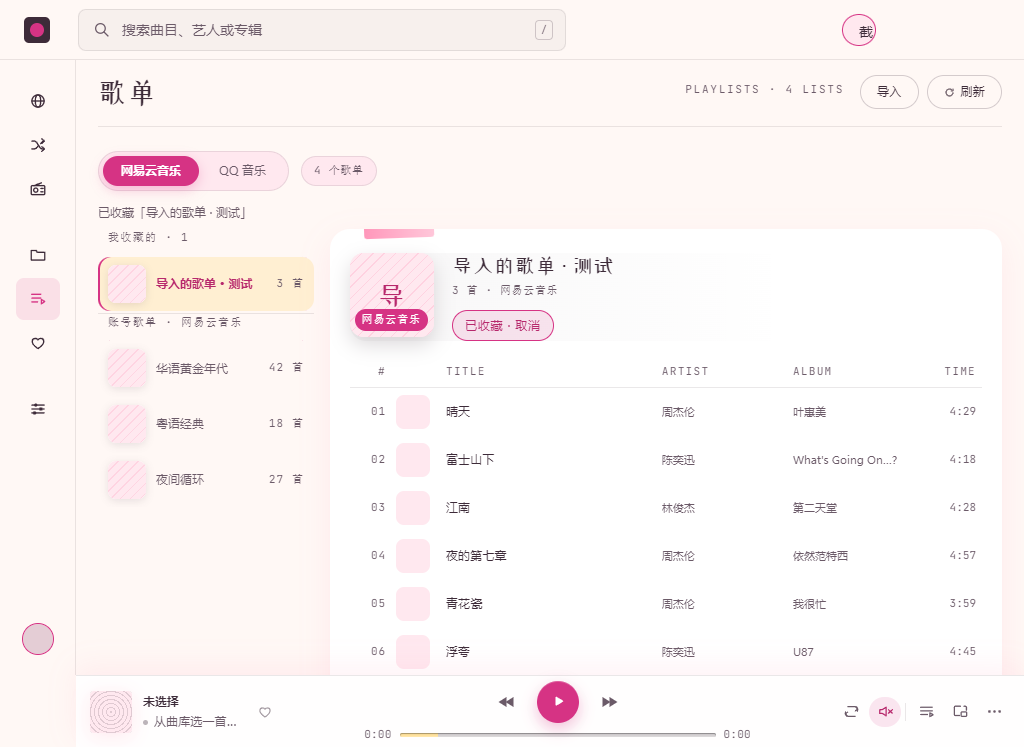 搜索曲目、艺人或专辑 /
截
歌单
PLAYLISTS · 4 LISTS
导入
刷新
网易云音乐
QQ 音乐
4 个歌单
已收藏「导入的歌单 · 测试」
我收藏的 · 1
导入的歌单 · 测试 3 首
账号歌单 · 网易云音乐
华语黄金年代 42 首
粤语经典 18 首
夜间循环 27 首
导
网易云音乐
导入的歌单 · 测试
3 首 · 网易云音乐
已收藏 · 取消
# TITLE ARTIST ALBUM TIME
01 晴天 周杰伦 叶惠美 4:29
02 富士山下 陈奕迅 What's Going On…? 4:18
03 江南 林俊杰 第二天堂 4:28
04 夜的第七章 周杰伦 依然范特西 4:57
05 青花瓷 周杰伦 我很忙 3:59
06 浮夸 陈奕迅 U87 4:45
未选择
从曲库选一首…
0:00 0:00